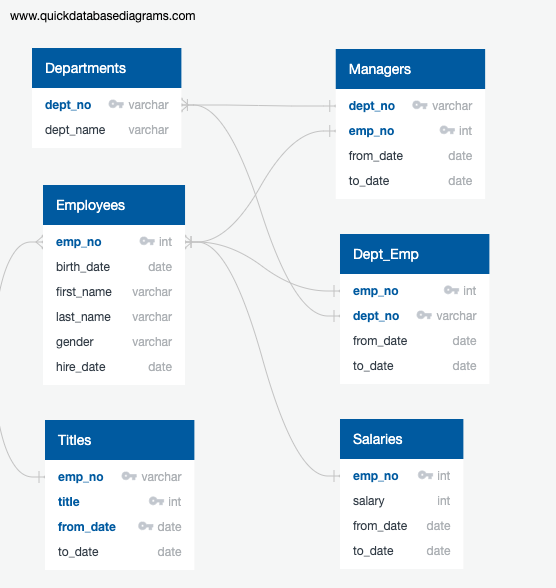 www.quickdatabasediagrams.com
Departments
dept_no varchar
dept_name varchar
Managers
dept_no varchar
emp_no int
from_date date
to_date date
Employees
emp_no int
birth_date date
first_name varchar
last_name varchar
gender varchar
hire_date date
Dept_Emp
emp_no int
dept_no varchar
from_date date
to_date date
Titles
emp_no varchar
title int
from_date date
to_date date
Salaries
emp_no int
salary int
from_date date
to_date date